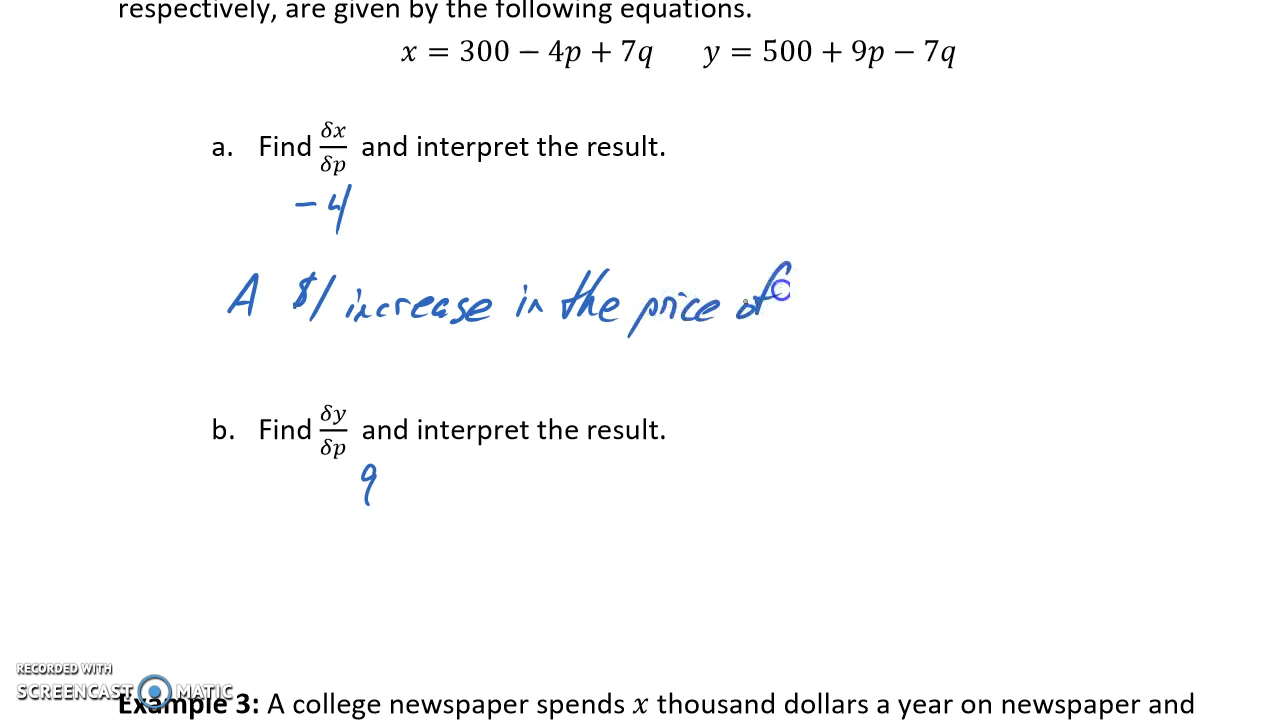 respectively, are given by the following equations.
x = 300 − 4p + 7q y = 500 + 9p − 7q
a. Find δx/δp and interpret the result.
−4
A $1 increase in the price of
b. Find δy/δp and interpret the result.
9
RECORDED WITH
SCREENCAST MATIC
Example 3: A college newspaper spends x thousand dollars a year on newspaper and